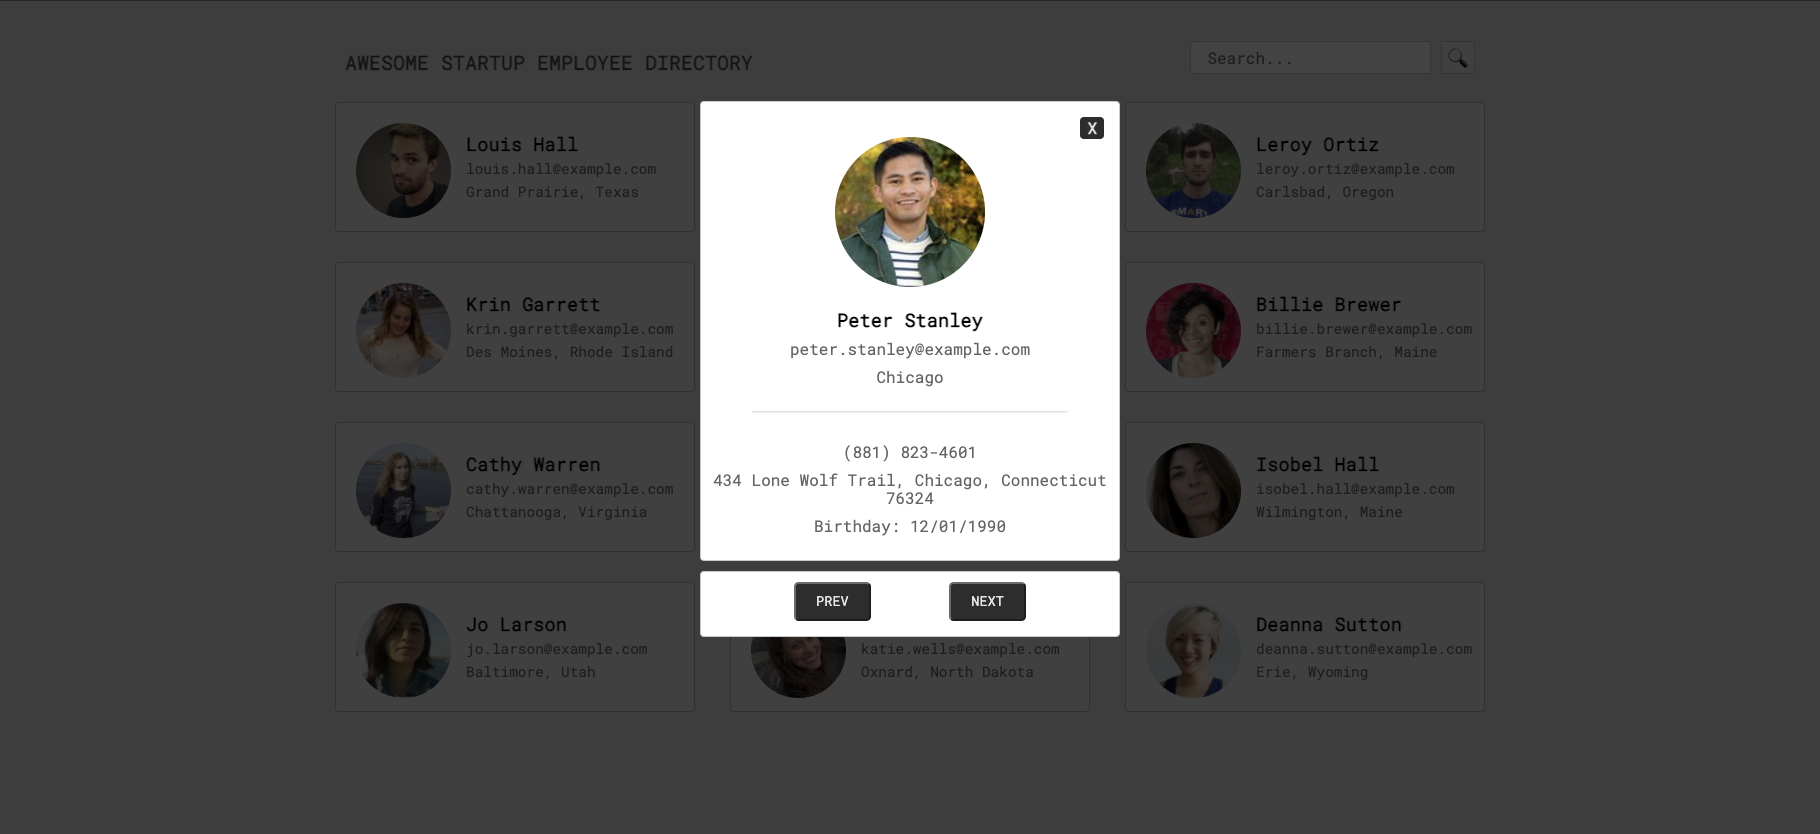 AWESOME STARTUP EMPLOYEE DIRECTORY
Search...
Louis Hall
louis.hall@example.com
Grand Prairie, Texas
X
Peter Stanley
peter.stanley@example.com
Chicago
(881) 823-4601
434 Lone Wolf Trail, Chicago, Connecticut
76324
Birthday: 12/01/1990
PREV
NEXT
Leroy Ortiz
leroy.ortiz@example.com
Carlsbad, Oregon
SMART
Krin Garrett
krin.garrett@example.com
Des Moines, Rhode Island
Billie Brewer
billie.brewer@example.com
Farmers Branch, Maine
Cathy Warren
cathy.warren@example.com
Chattanooga, Virginia
Isobel Hall
isobel.hall@example.com
Wilmington, Maine
Jo Larson
jo.larson@example.com
Baltimore, Utah
katie.wells@example.com
Oxnard, North Dakota
Deanna Sutton
deanna.sutton@example.com
Erie, Wyoming